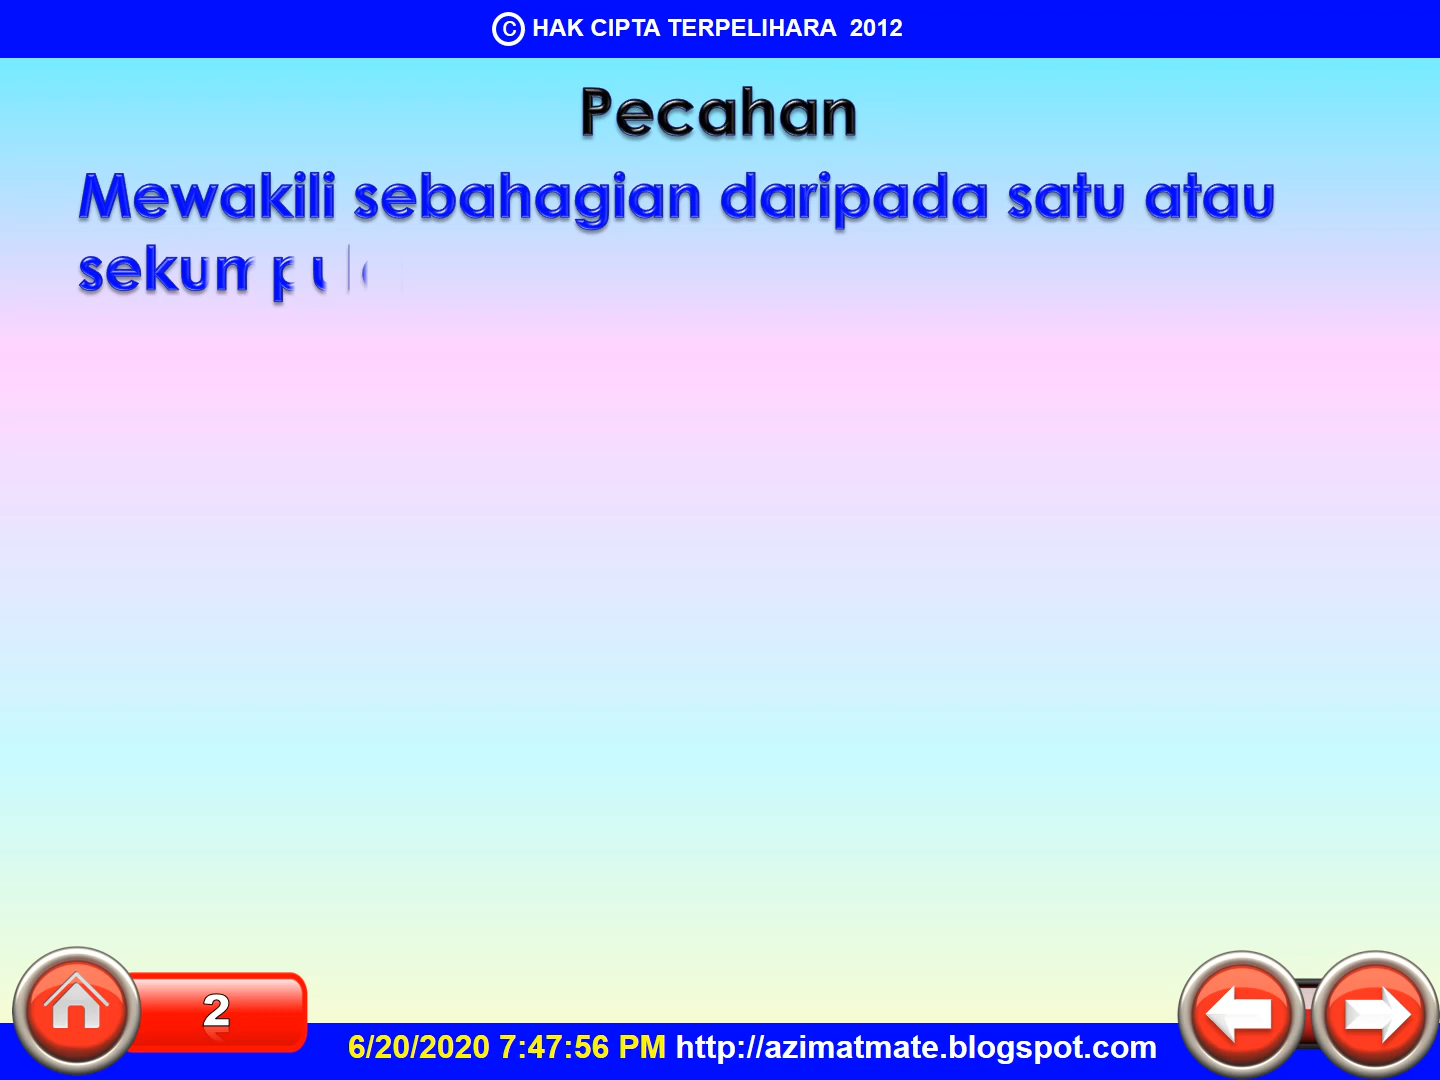 © HAK CIPTA TERPELIHARA 2012
Pecahan
Mewakili sebahagian daripada satu atau
2
6/20/2020 7:47:56 PM http://azimatmate.blogspot.com